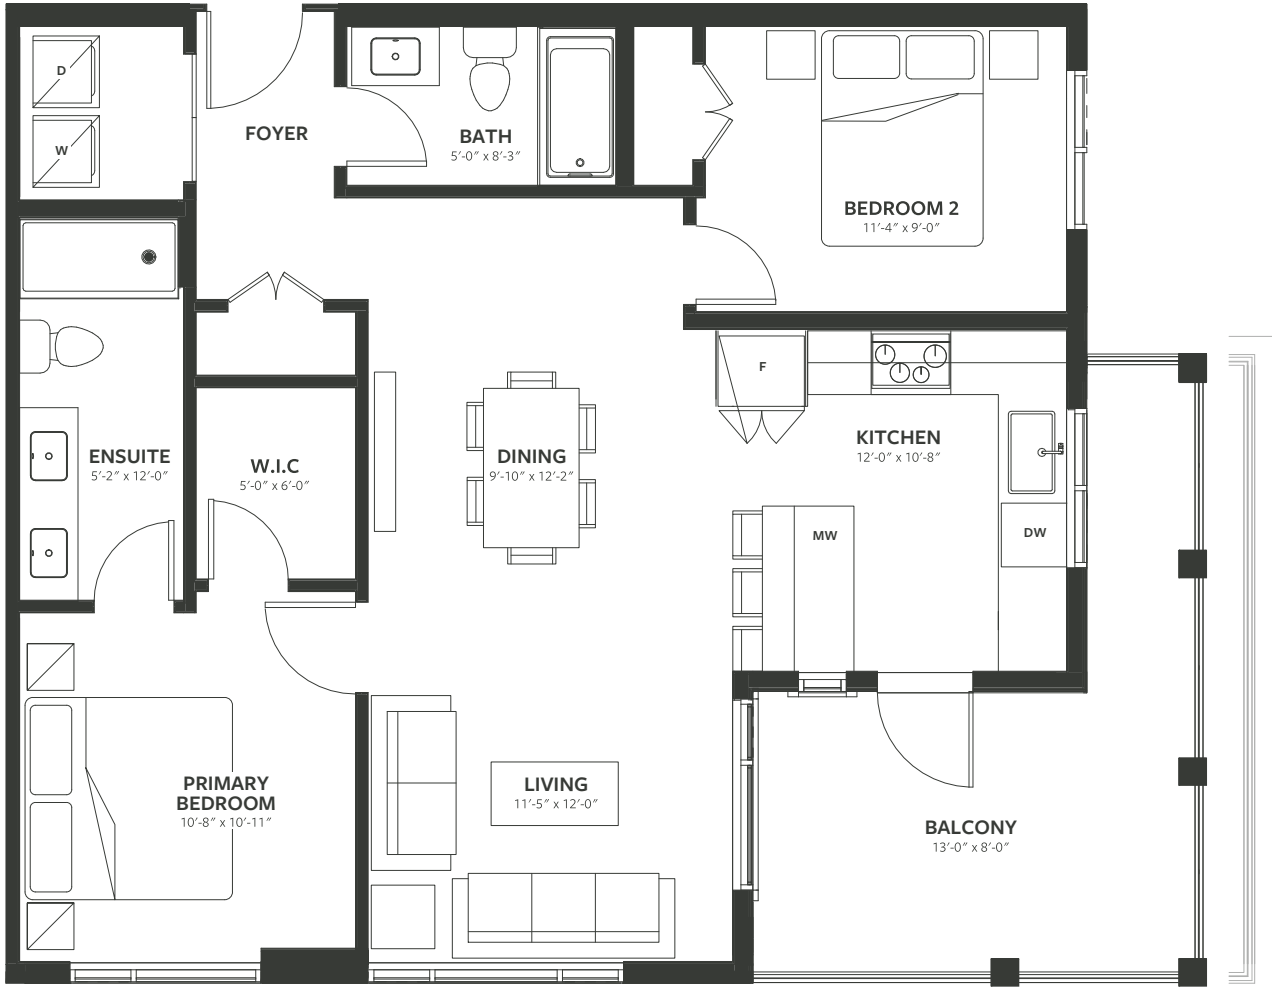 D
W
FOYER
BATH
5′-0″ x 8′-3″
BEDROOM 2
11′-4″ x 9′-0″
F
KITCHEN
12′-0″ x 10′-8″
ENSUITE
5′-2″ x 12′-0″
W.I.C
5′-0″ x 6′-0″
DINING
9′-10″ x 12′-2″
MW
DW
PRIMARY
BEDROOM
10′-8″ x 10′-11″
LIVING
11′-5″ x 12′-0″
BALCONY
13′-0″ x 8′-0″